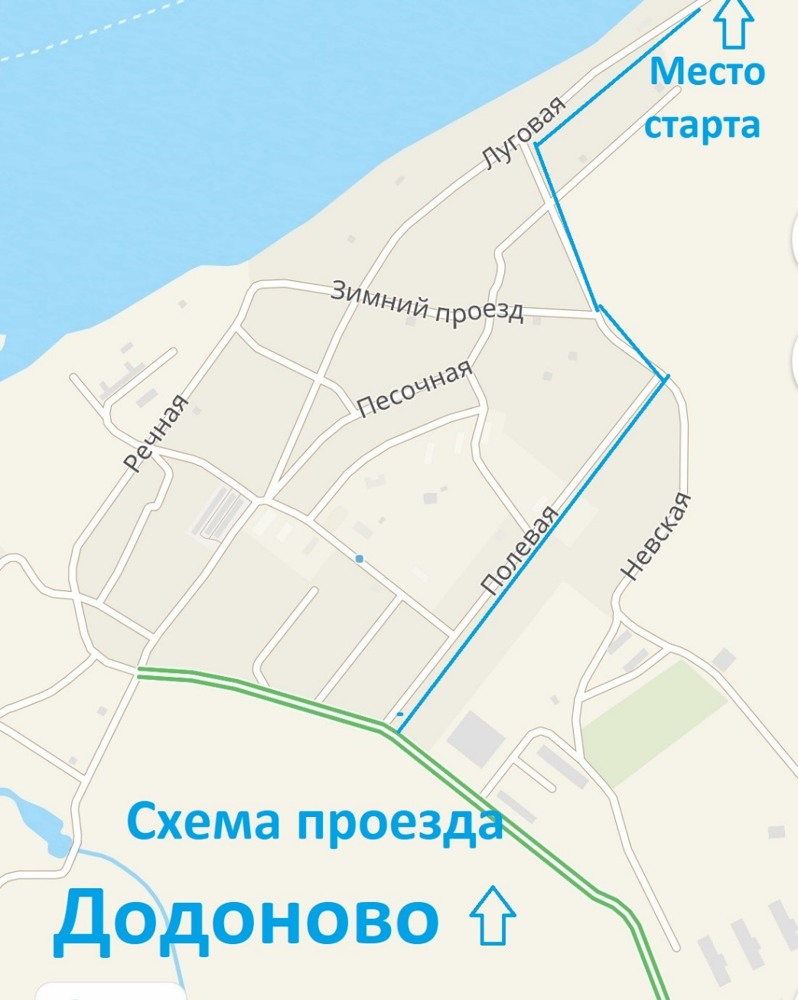 Место
старта
Луговая
Зимний проезд
Песочная
Речная
Полевая
Невская
Схема проезда
Додоново